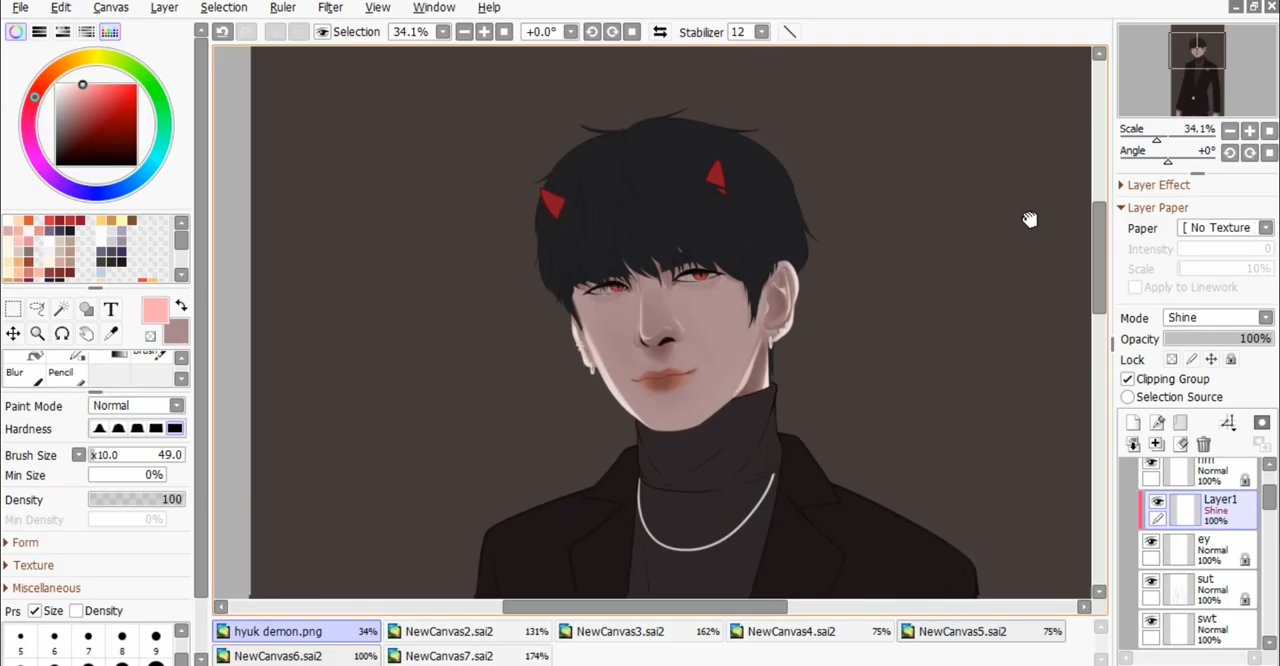 File Edit Canvas Layer Selection Ruler Filter View Window Help
Selection 34.1% +0.0° Stabilizer 12
Scale 34.1%
Angle +0°
Layer Effect
Layer Paper
Paper [ No Texture
Intensity 0
Scale 10%
Apply to Linework
Mode Shine
Opacity 100%
Lock
Clipping Group
Selection Source
Normal
100%
Layer1
Shine
100%
ey
Normal
100%
sut
Normal
100%
swt
Normal
T
Blur Pencil
Paint Mode Normal
Hardness
Brush Size x10.0 49.0
Min Size 0%
Density 100
Min Density 0%
Form
Texture
Miscellaneous
Prs Size Density
5 6 7 8 9
hyuk demon.png 34% NewCanvas2.sai2 131% NewCanvas3.sai2 162% NewCanvas4.sai2 75% NewCanvas5.sai2 75%
NewCanvas6.sai2 100% NewCanvas7.sai2 174%